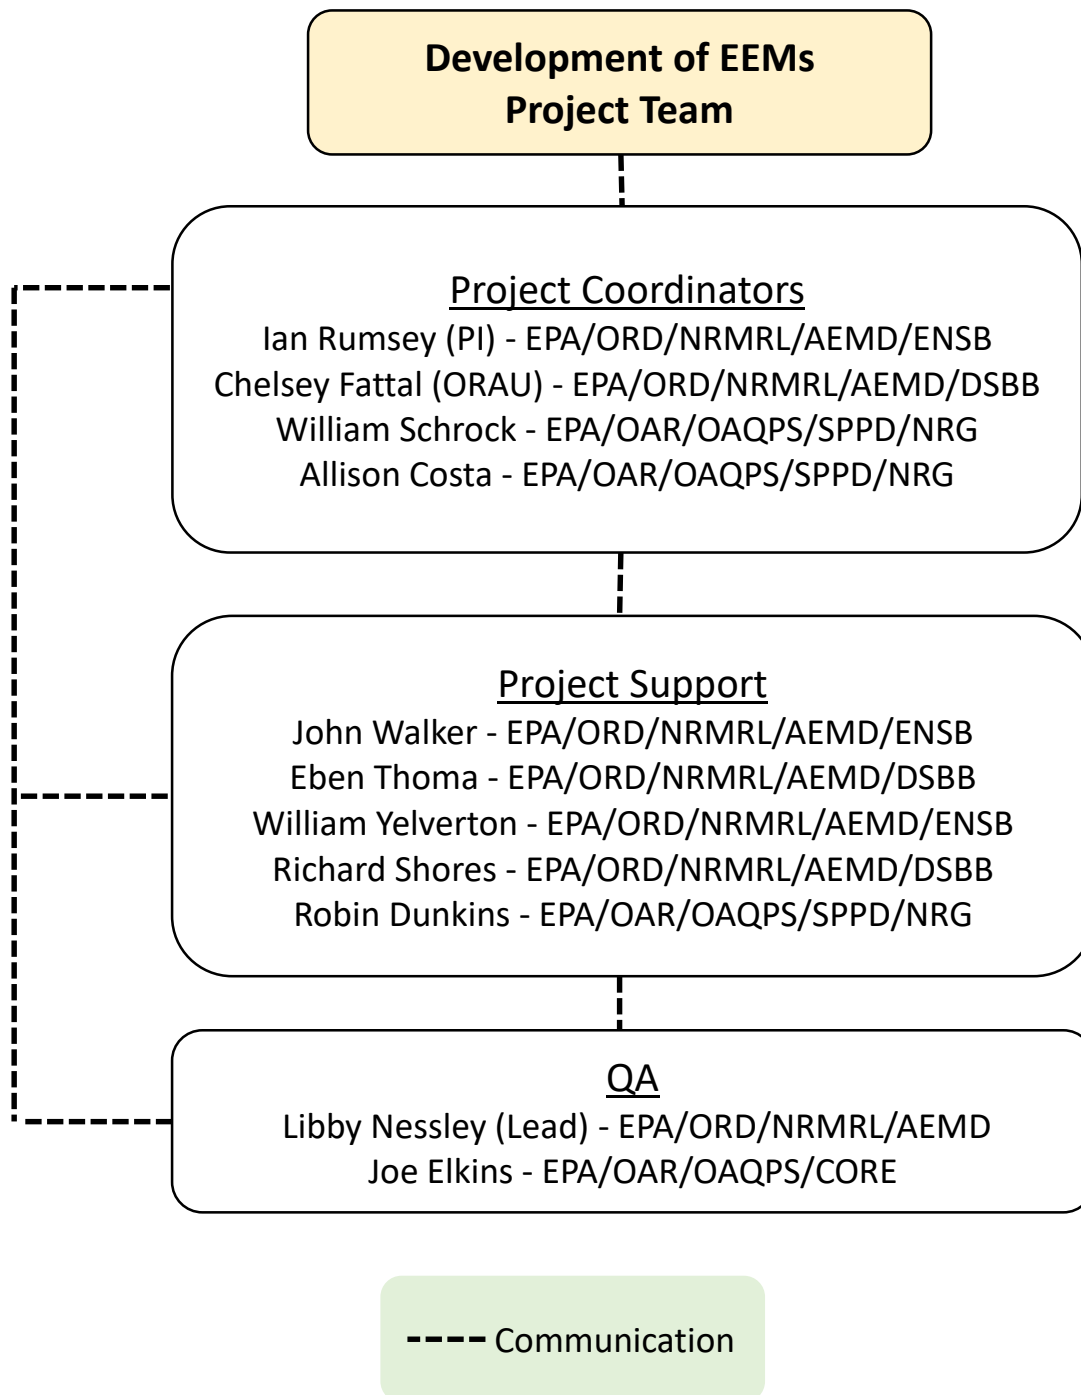 Development of EEMs
Project Team
Project Coordinators
Ian Rumsey (PI) - EPA/ORD/NRMRL/AEMD/ENSB
Chelsey Fattal (ORAU) - EPA/ORD/NRMRL/AEMD/DSBB
William Schrock - EPA/OAR/OAQPS/SPPD/NRG
Allison Costa - EPA/OAR/OAQPS/SPPD/NRG
Project Support
John Walker - EPA/ORD/NRMRL/AEMD/ENSB
Eben Thoma - EPA/ORD/NRMRL/AEMD/DSBB
William Yelverton - EPA/ORD/NRMRL/AEMD/ENSB
Richard Shores - EPA/ORD/NRMRL/AEMD/DSBB
Robin Dunkins - EPA/OAR/OAQPS/SPPD/NRG
QA
Libby Nessley (Lead) - EPA/ORD/NRMRL/AEMD
Joe Elkins - EPA/OAR/OAQPS/CORE
Communication